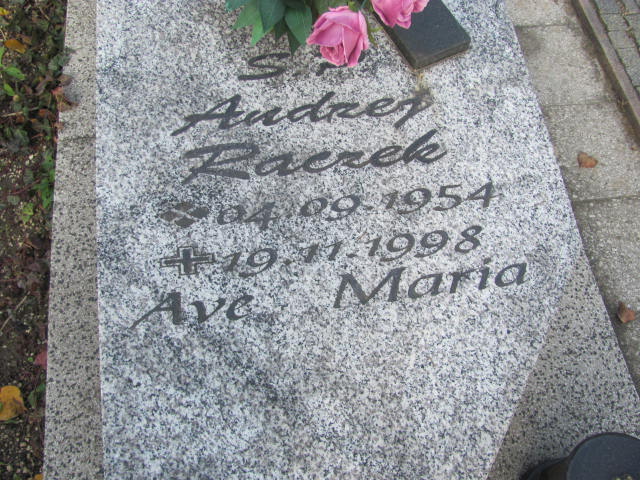 Ś.P.
Andrzej
Raczek
04.09.1954
19.11.1998
Ave Maria